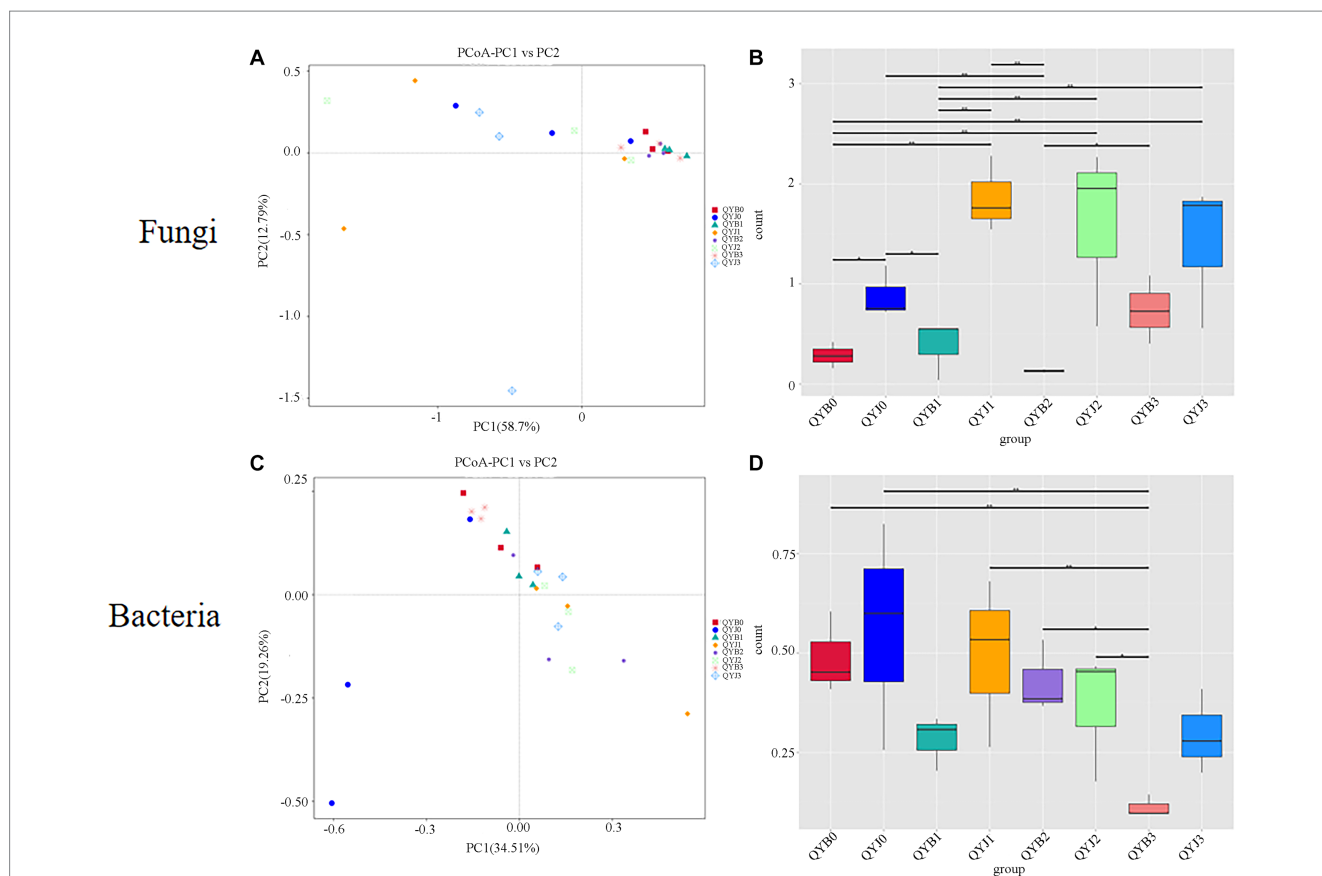 A
PCoA-PC1 vs PC2
0.5
0.0
-0.5
-1.0
-1.5
PC2(12.79%)
-1
0
PC1(58.7%)
QYB0
QYJ0
QYB1
QYJ1
QYB2
QYJ2
QYB3
QYJ3
Fungi
B
3
2
1
0
count
QYB0
QYJ0
QYB1
QYJ1
QYB2
QYJ2
QYB3
QYJ3
group
C
PCoA-PC1 vs PC2
0.25
0.00
-0.25
-0.50
PC2(19.26%)
-0.6
-0.3
0.00
0.3
PC1(34.51%)
QYB0
QYJ0
QYB1
QYJ1
QYB2
QYJ2
QYB3
QYJ3
Bacteria
D
0.75
0.50
0.25
count
QYB0
QYJ0
QYB1
QYJ1
QYB2
QYJ2
QYB3
QYJ3
group